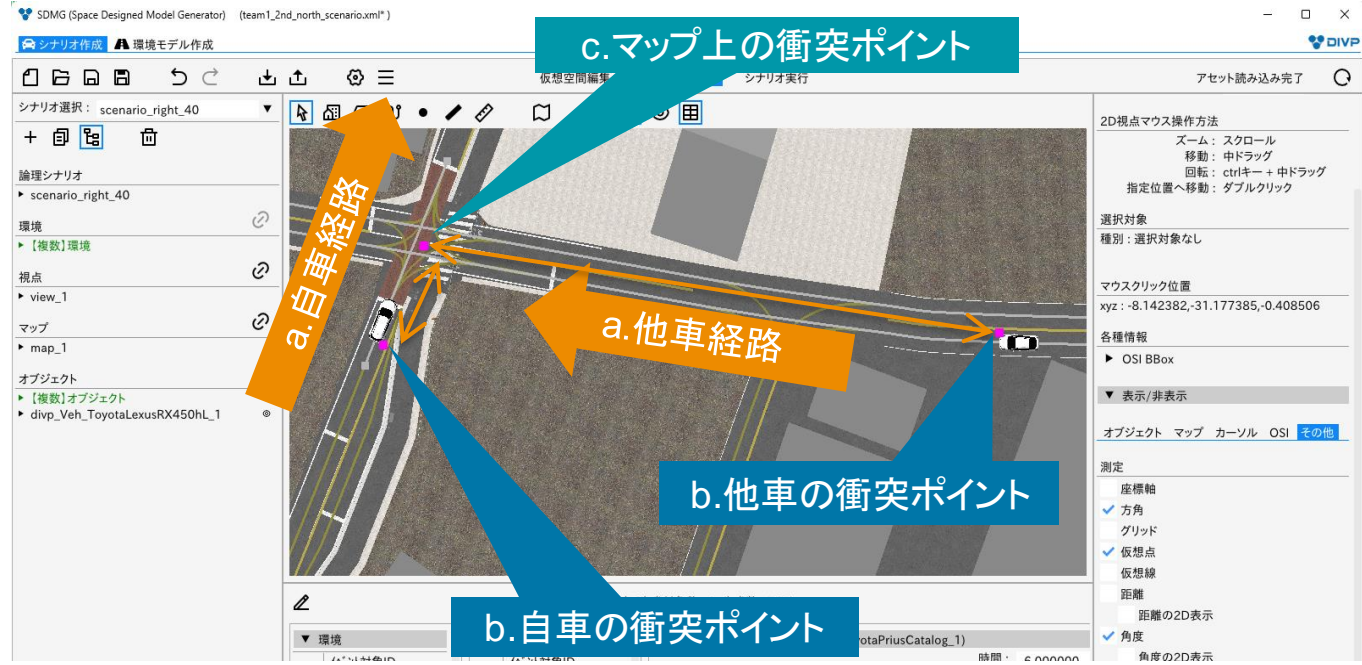 SDMG (Space Designed Model Generator) (team1_2nd_north_scenario.xml* )
シナリオ作成 環境モデル作成
DIVP
c.マップ上の衝突ポイント
仮想空間編集 シナリオ実行
アセット読み込み完了
シナリオ選択： scenario_right_40
論理シナリオ
scenario_right_40
環境
【複数】環境
視点
view_1
マップ
map_1
オブジェクト
【複数】オブジェクト
divp_Veh_ToyotaLexusRX450hL_1
a.自車経路
a.他車経路
b.他車の衝突ポイント
b.自車の衝突ポイント
環境
otaPriusCatalog_1)
時間： 6.000000
2D視点マウス操作方法
ズーム： スクロール
移動： 中ドラッグ
回転： ctrlキー + 中ドラッグ
指定位置へ移動： ダブルクリック
選択対象
種別：選択対象なし
マウスクリック位置
xyz : -8.142382,-31.177385,-0.408506
各種情報
OSI BBox
表示/非表示
オブジェクト マップ カーソル OSI その他
測定
座標軸
方角
グリッド
仮想点
仮想線
距離
距離の2D表示
角度
角度の2D表示